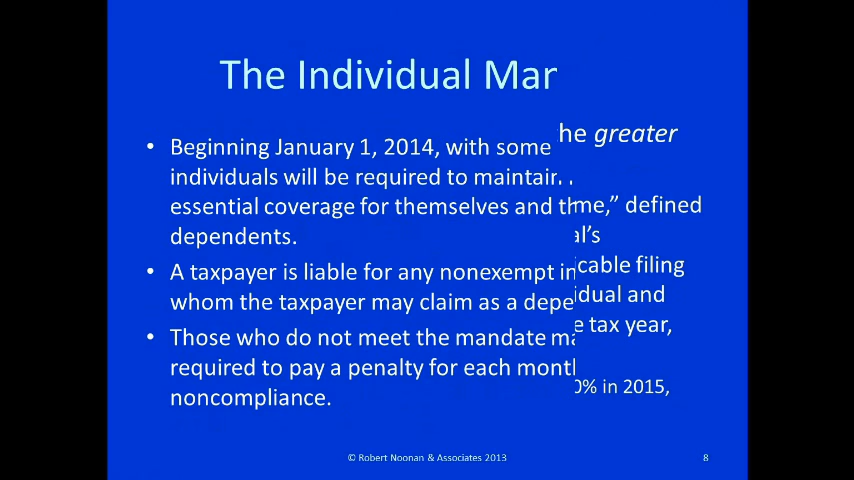 The Individual Mar
he greater
• Beginning January 1, 2014, with some
individuals will be required to maintain
me,” defined
essential coverage for themselves and th
al’s
dependents.
icable filing
• A taxpayer is liable for any nonexempt in
idual and
whom the taxpayer may claim as a depe
e tax year,
• Those who do not meet the mandate ma
required to pay a penalty for each mont
0% in 2015,
noncompliance.
© Robert Noonan & Associates 2013
8